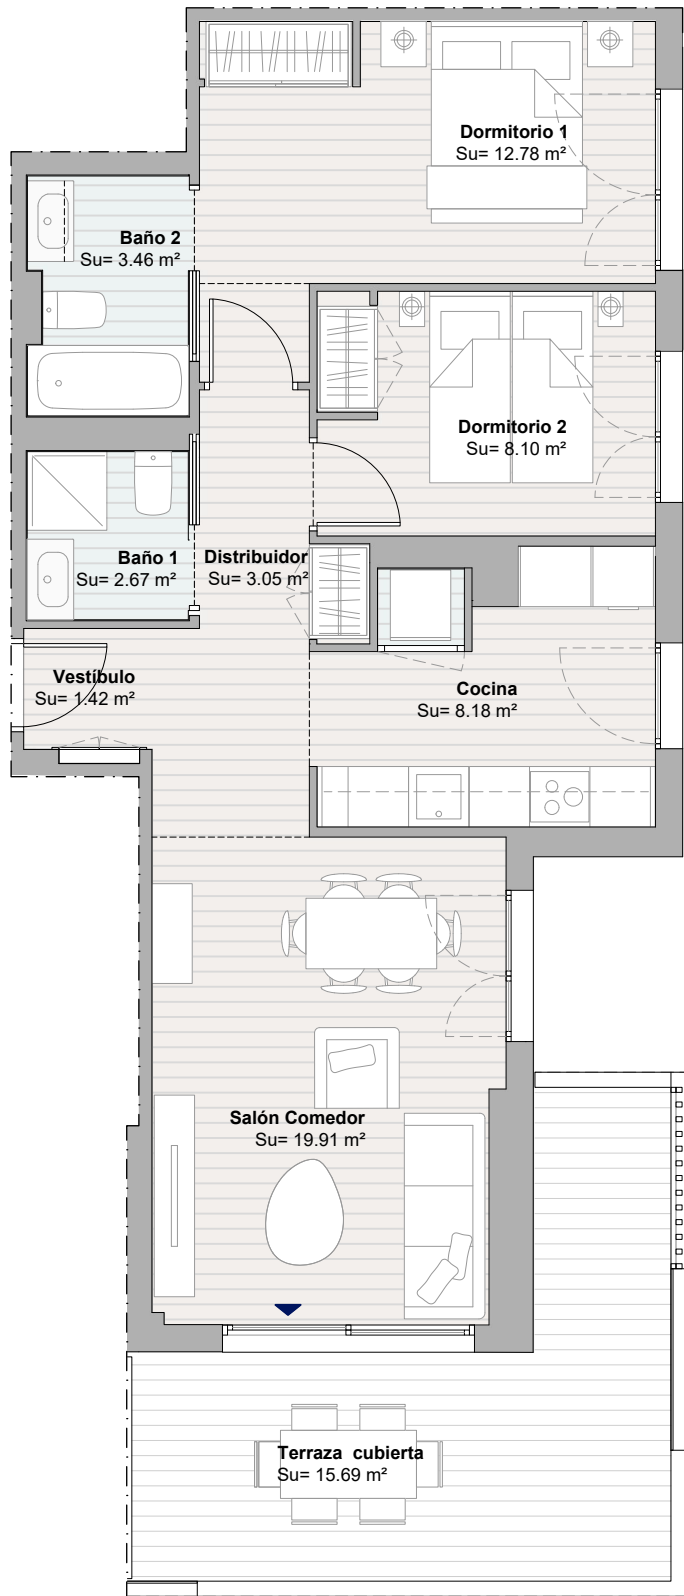 Dormitorio 1
Su= 12.78 m²
Baño 2
Su= 3.46 m²
Dormitorio 2
Su= 8.10 m²
Baño 1
Su= 2.67 m²
Distribuidor
Su= 3.05 m²
Vestíbulo
Su= 1.42 m²
Cocina
Su= 8.18 m²
Salón Comedor
Su= 19.91 m²
Terraza cubierta
Su= 15.69 m²